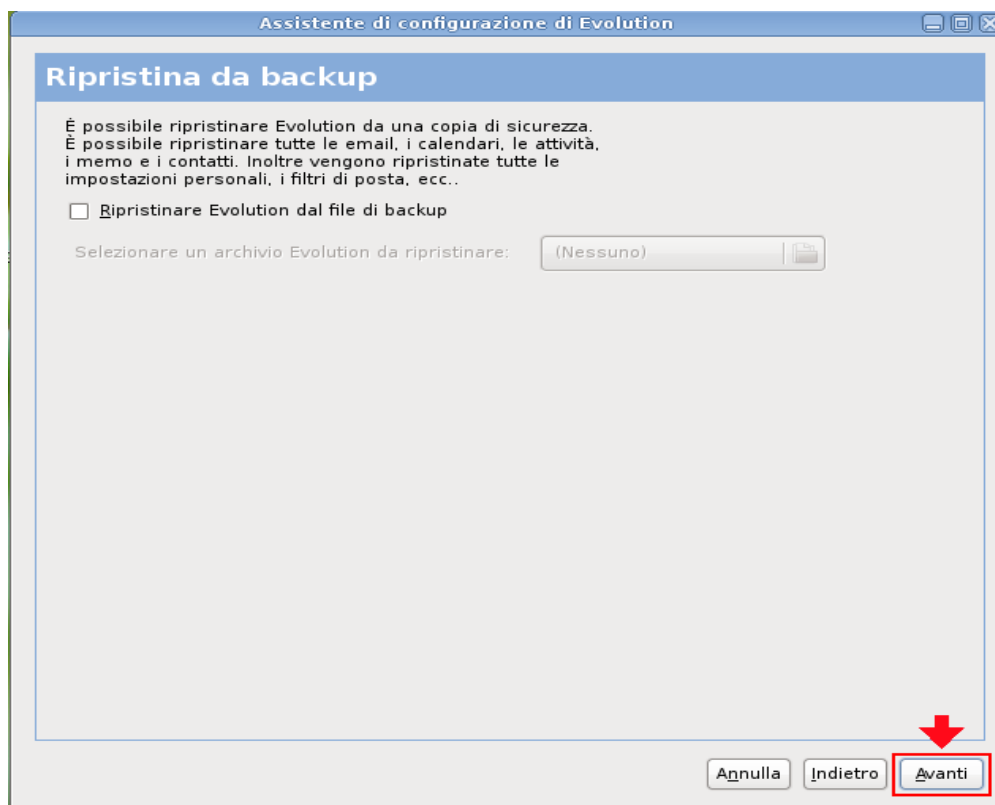 Assistente di configurazione di Evolution
Ripristina da backup
É possibile ripristinare Evolution da una copia di sicurezza.
È possibile ripristinare tutte le email, i calendari, le attività,
i memo e i contatti. Inoltre vengono ripristinate tutte le
impostazioni personali, i filtri di posta, ecc..
Ripristinare Evolution dal file di backup
Selezionare un archivio Evolution da ripristinare:
(Nessuno)
Annulla
Indietro
Avanti